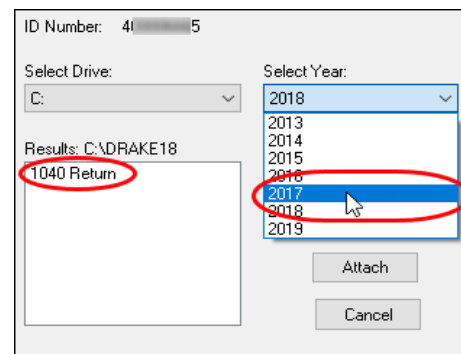 ID Number: 4 5
Select Drive:
C:
Results: C:\DRAKE18
1040 Return
Select Year:
2018
2013
2014
2015
2016
2017
2018
2019
Attach
Cancel